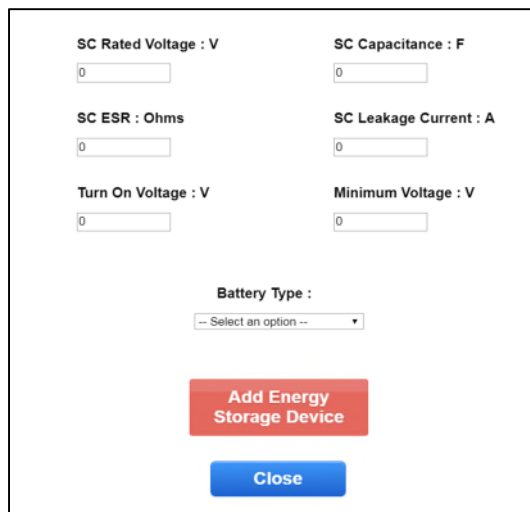 SC Rated Voltage : V
SC Capacitance : F
0
0
SC ESR : Ohms
SC Leakage Current : A
0
0
Turn On Voltage : V
Minimum Voltage : V
0
0
Battery Type :
-- Select an option --
Add Energy
Storage Device
Close